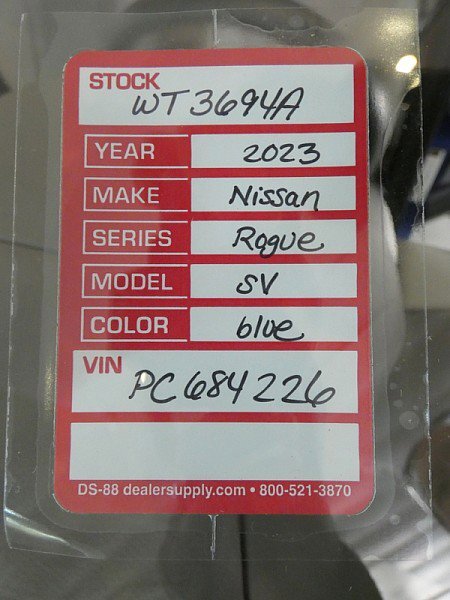 STOCK
WT3694A
YEAR 2023
MAKE Nissan
SERIES Rogue
MODEL SV
COLOR blue
VIN
PC684226
DS-88 dealersupply.com • 800-521-3870